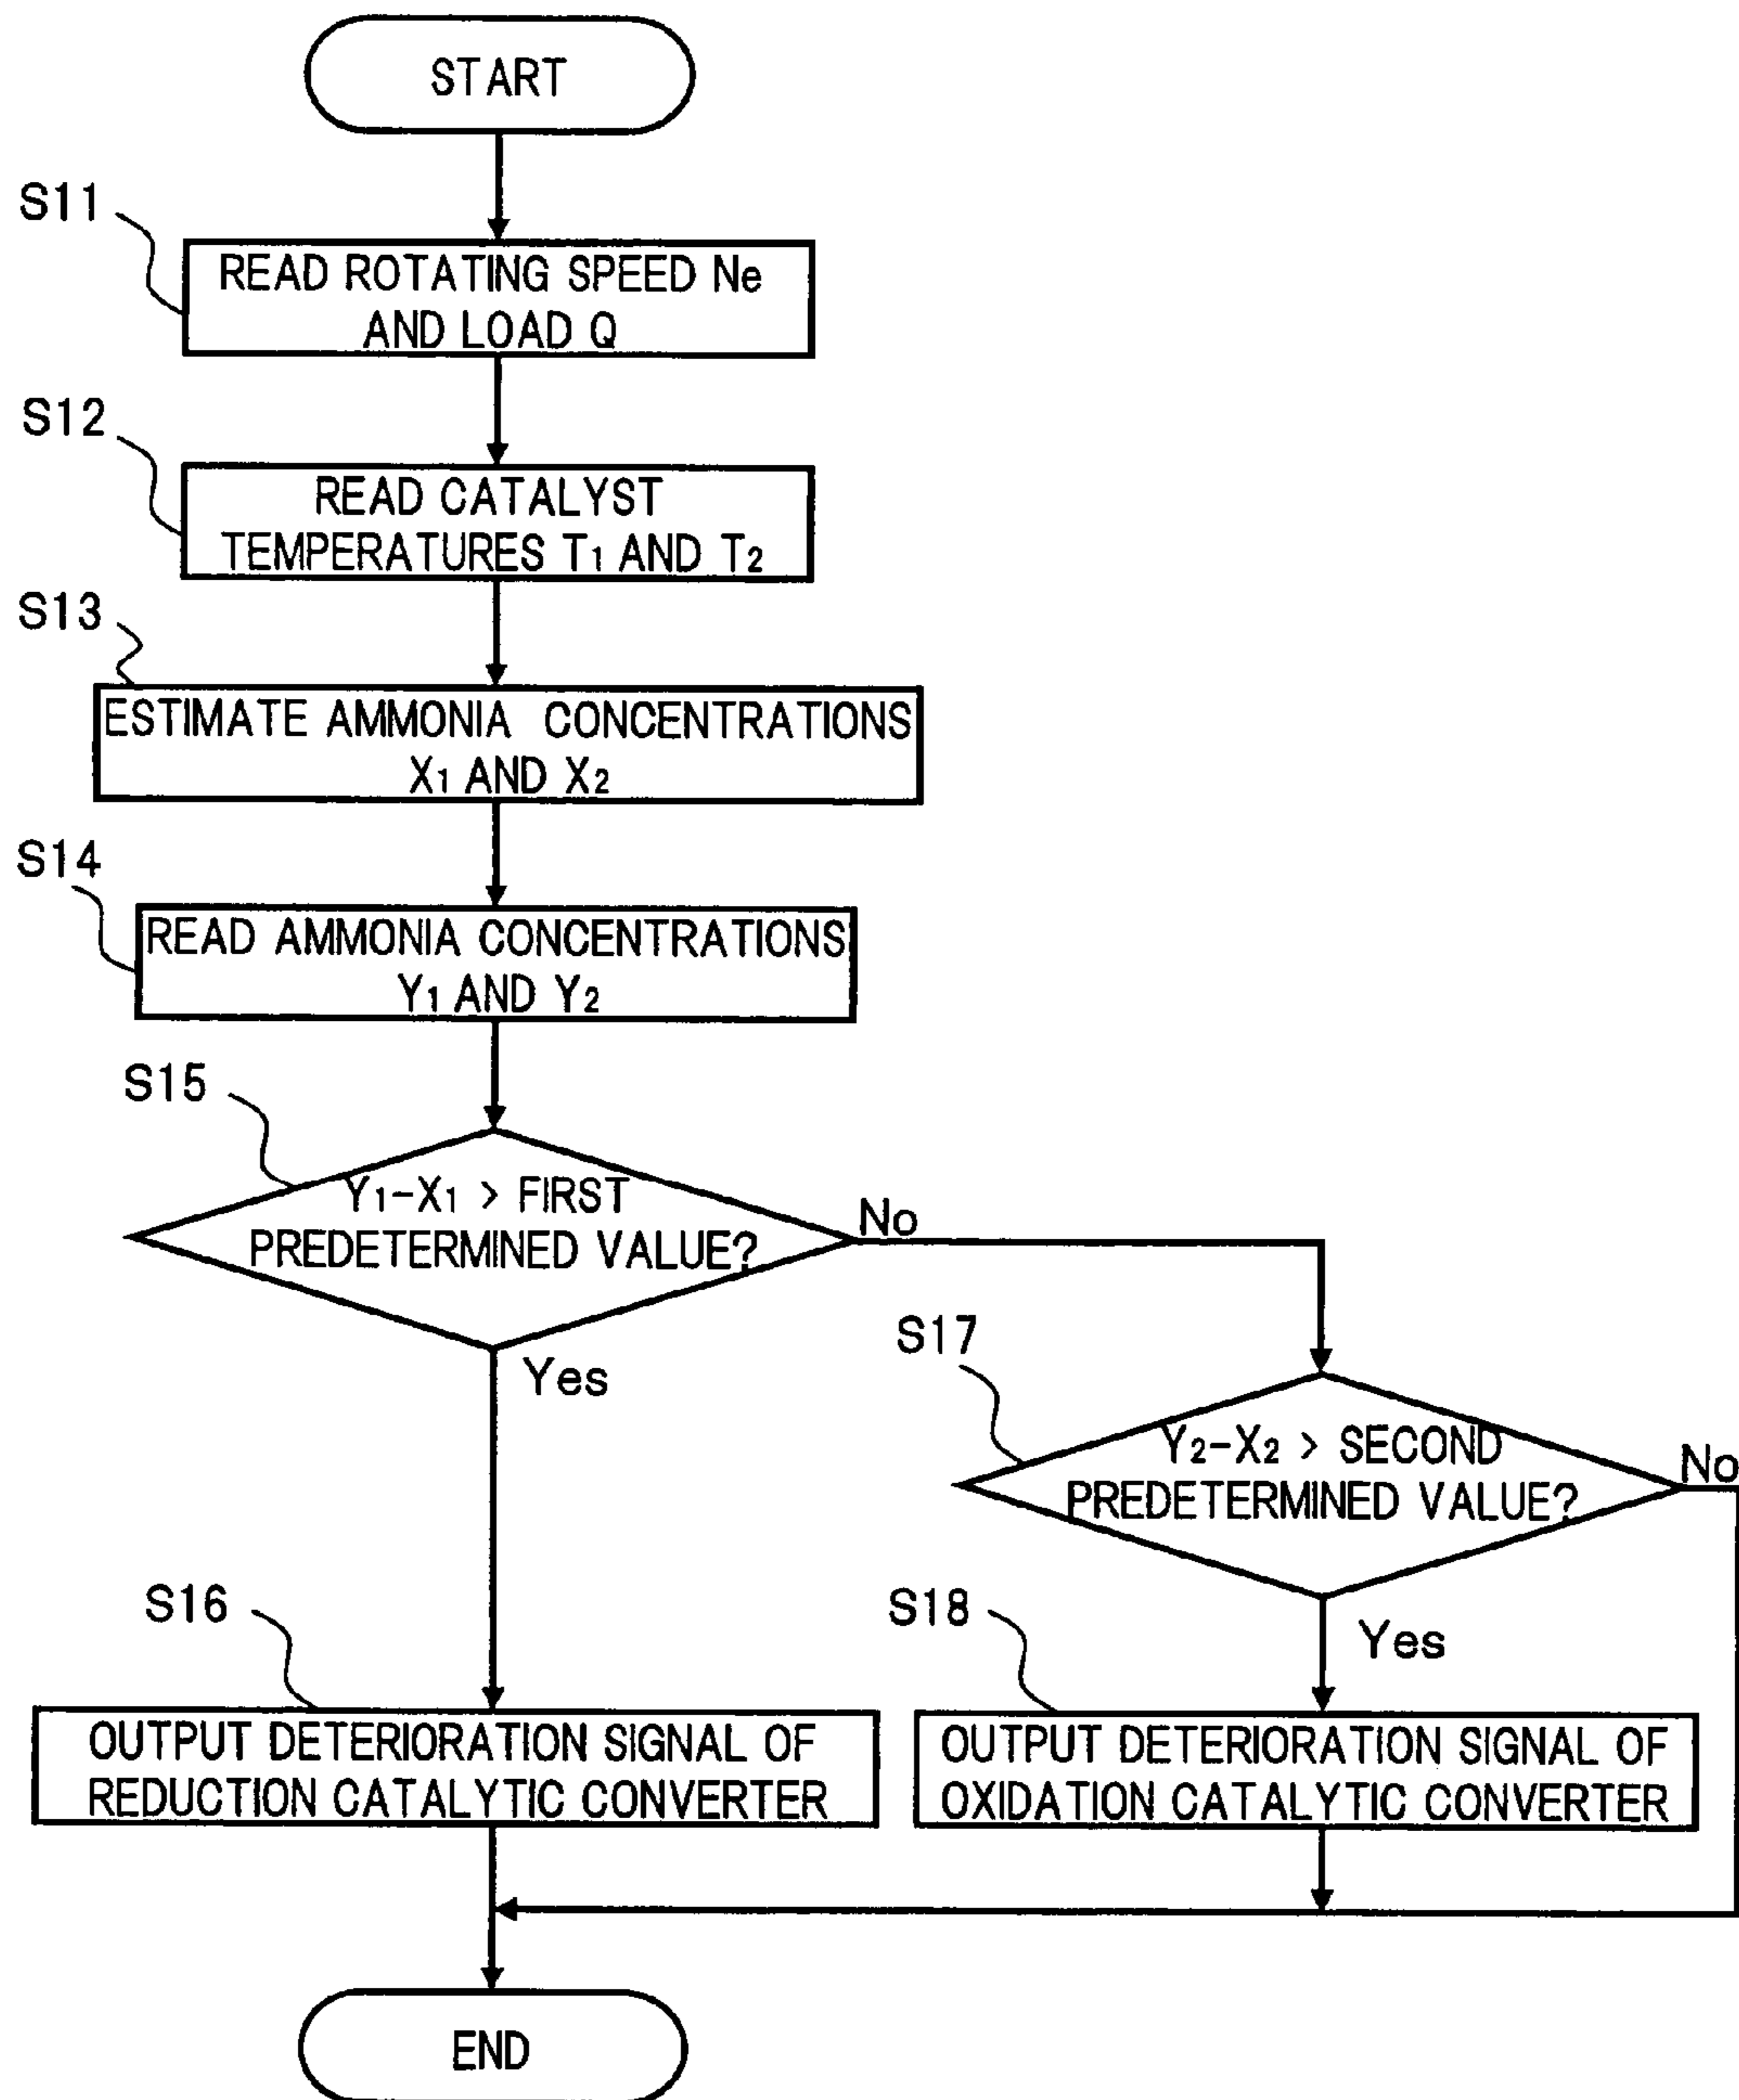 START
S11
READ ROTATING SPEED Ne
AND LOAD Q
S12
READ CATALYST
TEMPERATURES T1 AND T2
S13
ESTIMATE AMMONIA CONCENTRATIONS
X1 AND X2
S14
READ AMMONIA CONCENTRATIONS
Y1 AND Y2
S15
Y1-X1 > FIRST
PREDETERMINED VALUE?
No
Yes
S17
Y2-X2 > SECOND
PREDETERMINED VALUE?
No
Yes
S16
OUTPUT DETERIORATION SIGNAL OF
REDUCTION CATALYTIC CONVERTER
S18
OUTPUT DETERIORATION SIGNAL OF
OXIDATION CATALYTIC CONVERTER
END